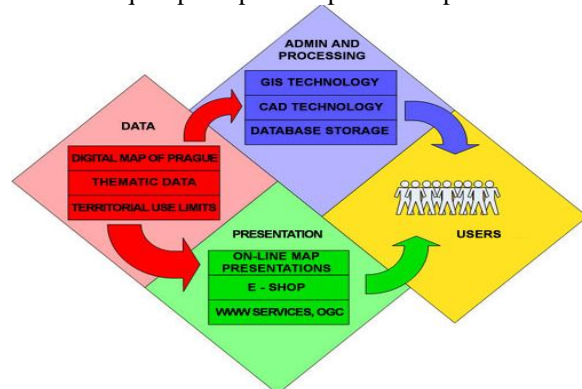 ADMIN AND
PROCESSING
GIS TECHNOLOGY
CAD TECHNOLOGY
DATABASE STORAGE
DATA
DIGITAL MAP OF PRAGUE
THEMATIC DATA
TERRITORIAL USE LIMITS
PRESENTATION
ON-LINE MAP
PRESENTATIONS
E - SHOP
WWW SERVICES, OGC
USERS